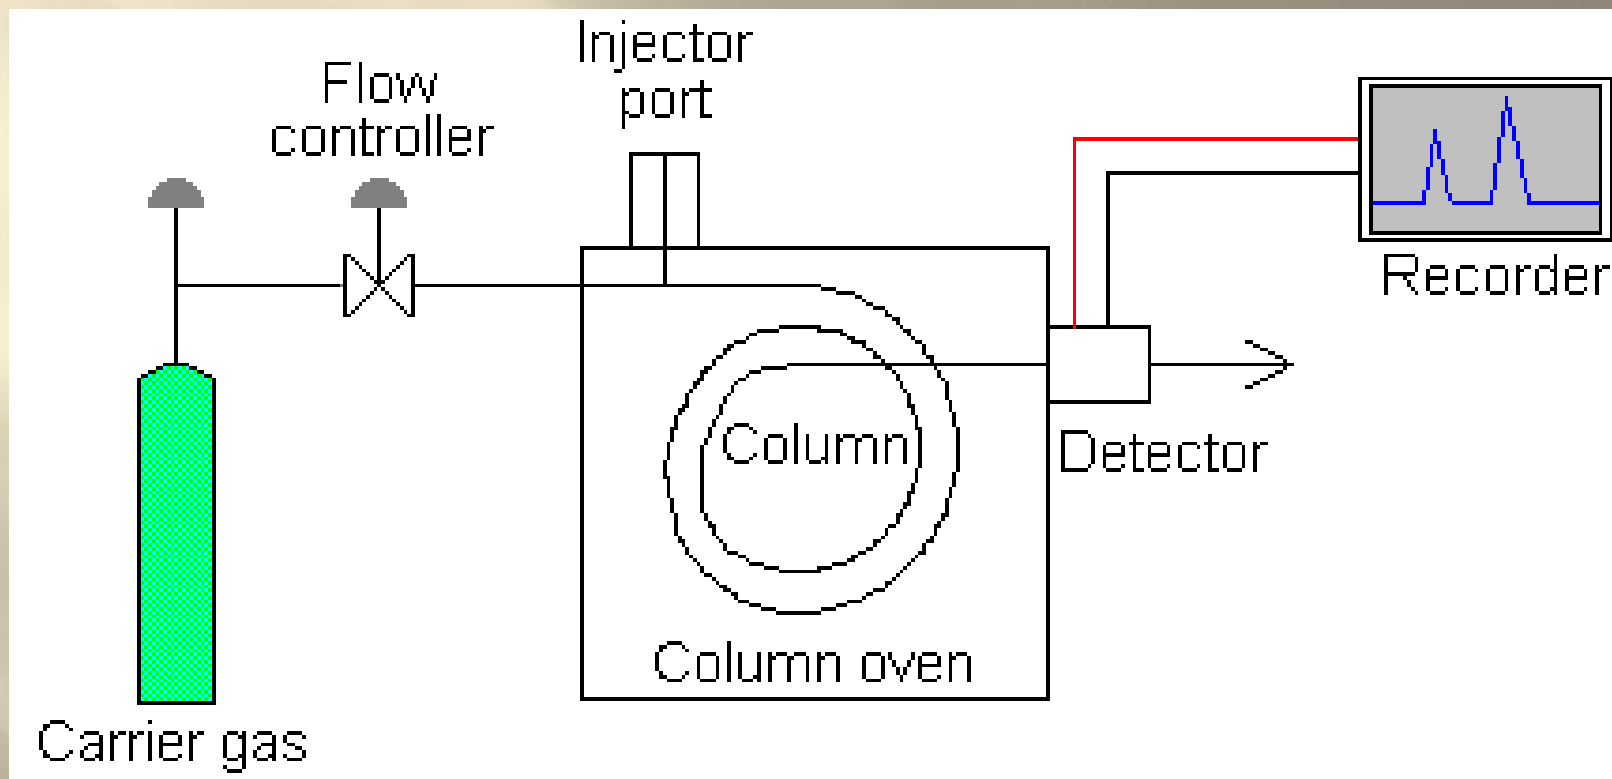 Injector
port
Flow
controller
Recorder
Column
Detector
Column oven
Carrier gas